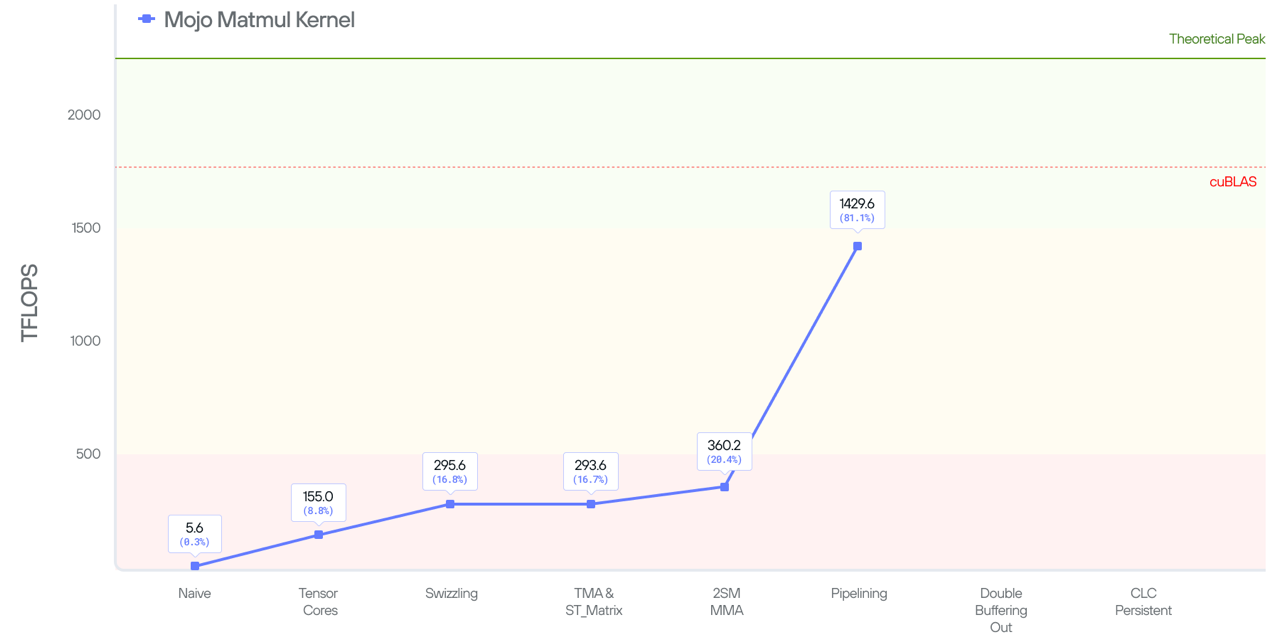 Mojo Matmul Kernel
Theoretical Peak
2000
cuBLAS
1429.6
(81.1%)
1500
TFLOPS
1000
500
360.2
(20.4%)
295.6
(16.8%)
293.6
(16.7%)
155.0
(8.8%)
5.6
(0.3%)
Naive
Tensor
Cores
Swizzling
TMA &
ST_Matrix
2SM
MMA
Pipelining
Double
Buffering
Out
CLC
Persistent